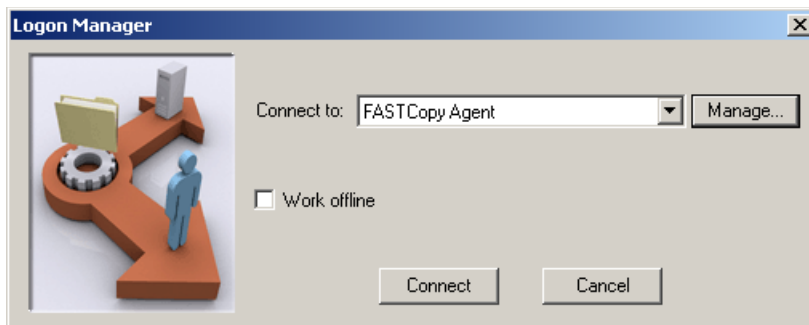 Logon Manager
Connect to: FASTCopy Agent Manage...
Work offline
Connect Cancel